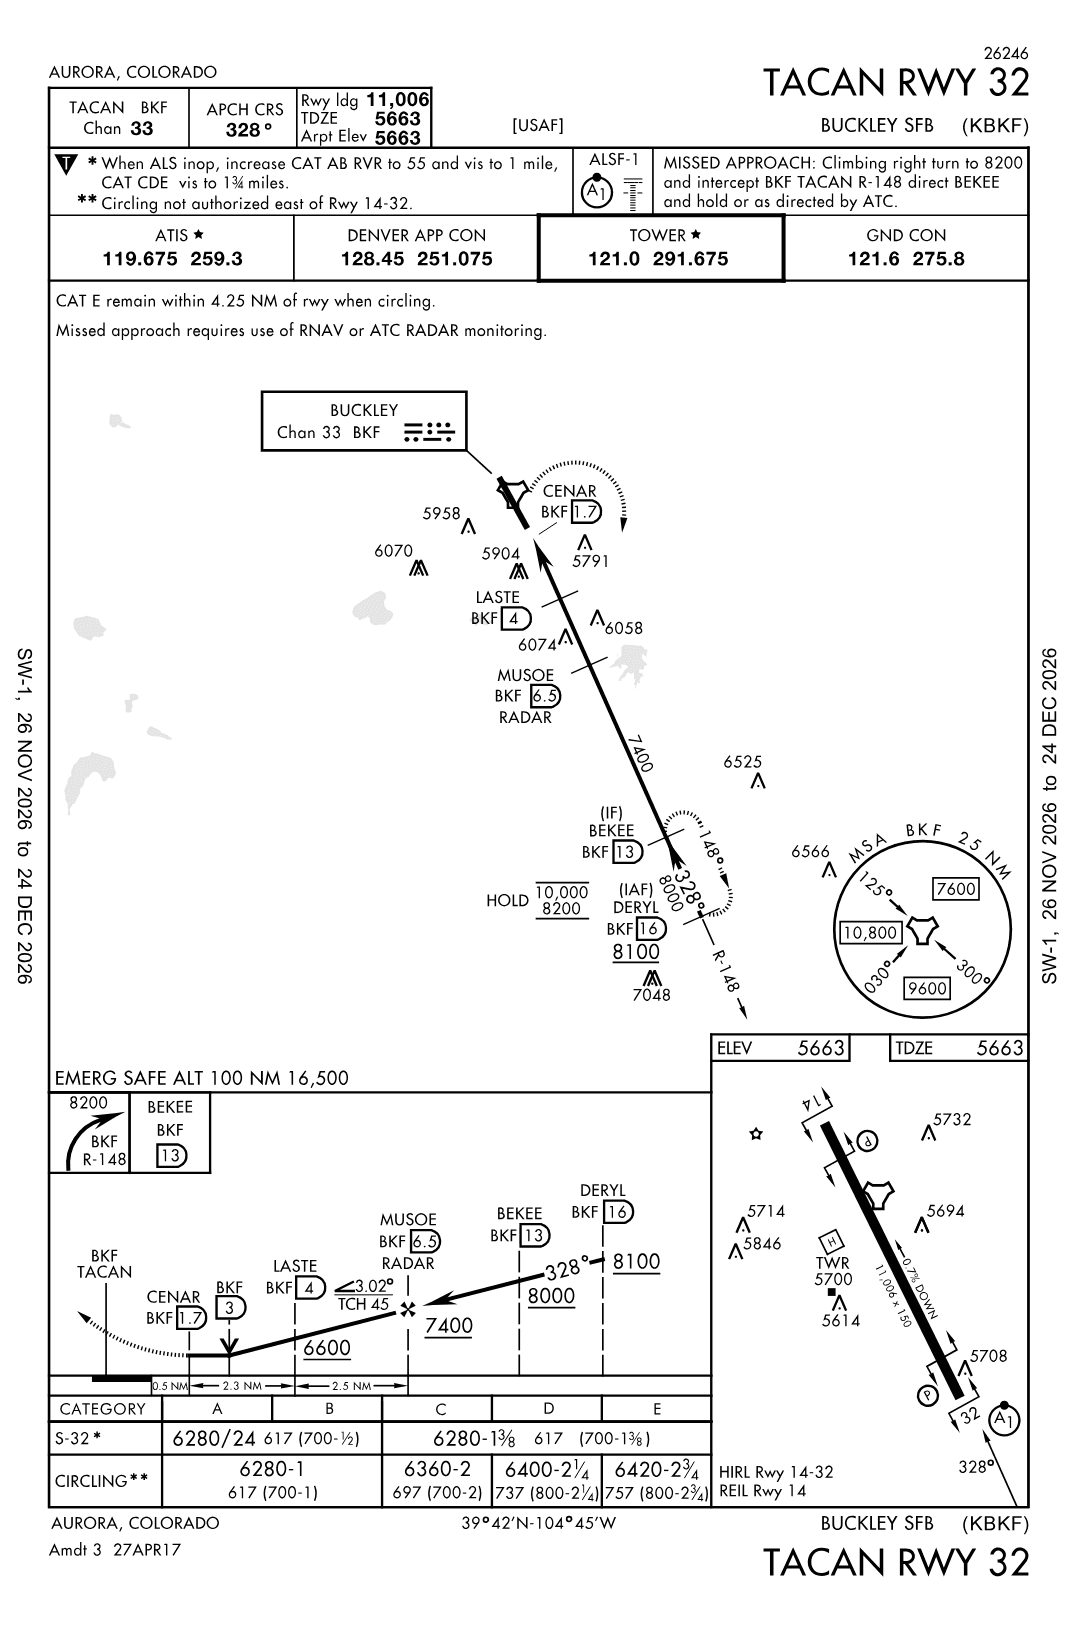 26246
AURORA, COLORADO
TACAN RWY 32
BUCKLEY SFB (KBKF)
[USAF]
TACAN BKF
Chan 33
APCH CRS
328°
Rwy ldg 11,006
TDZE 5663
Arpt Elev 5663
T
* When ALS inop, increase CAT AB RVR to 55 and vis to 1 mile,
CAT CDE vis to 1¾ miles.
** Circling not authorized east of Rwy 14-32.
ALSF-1
A1
MISSED APPROACH: Climbing right turn to 8200
and intercept BKF TACAN R-148 direct BEKEE
and hold or as directed by ATC.
ATIS ★
119.675 259.3
DENVER APP CON
128.45 251.075
TOWER ★
121.0 291.675
GND CON
121.6 275.8
CAT E remain within 4.25 NM of rwy when circling.
Missed approach requires use of RNAV or ATC RADAR monitoring.
BUCKLEY
Chan 33 BKF
CENAR
BKF 1.7
5958
6070
5904
5791
LASTE
BKF 4
6074
6058
MUSOE
BKF 6.5
RADAR
7400
6525
(IF)
BEKEE
BKF 13
148°
328°
8000
6566
HOLD 10,000
8200
(IAF)
DERYL
BKF 16
8100
R-148
7048
MSA BKF 25 NM
125°
7600
10,800
030°
300°
9600
SW-1, 26 NOV 2026 to 24 DEC 2026
SW-1, 26 NOV 2026 to 24 DEC 2026
EMERG SAFE ALT 100 NM 16,500
ELEV 5663
TDZE 5663
8200
BKF
R-148
BEKEE
BKF
13
BKF
TACAN
CENAR
BKF 1.7
BKF
3
LASTE
BKF 4
3.02°
TCH 45
MUSOE
BKF 6.5
RADAR
BEKEE
BKF 13
DERYL
BKF 16
328°
8100
8000
7400
6600
0.5 NM
2.3 NM
2.5 NM
14
P
5732
5714
5846
5694
H
TWR
5700
5614
0.7% DOWN
11,006 x 150
5708
P
32
A1
328°
HIRL Rwy 14-32
REIL Rwy 14
CATEGORY A B C D E
S-32* 6280/24 617 (700-½) 6280-1⅜ 617 (700-1⅜)
CIRCLING** 6280-1 6360-2 6400-2¼ 6420-2¾
617 (700-1) 697 (700-2) 737 (800-2¼) 757 (800-2¾)
AURORA, COLORADO
39°42'N-104°45'W
BUCKLEY SFB (KBKF)
Amdt 3 27APR17
TACAN RWY 32